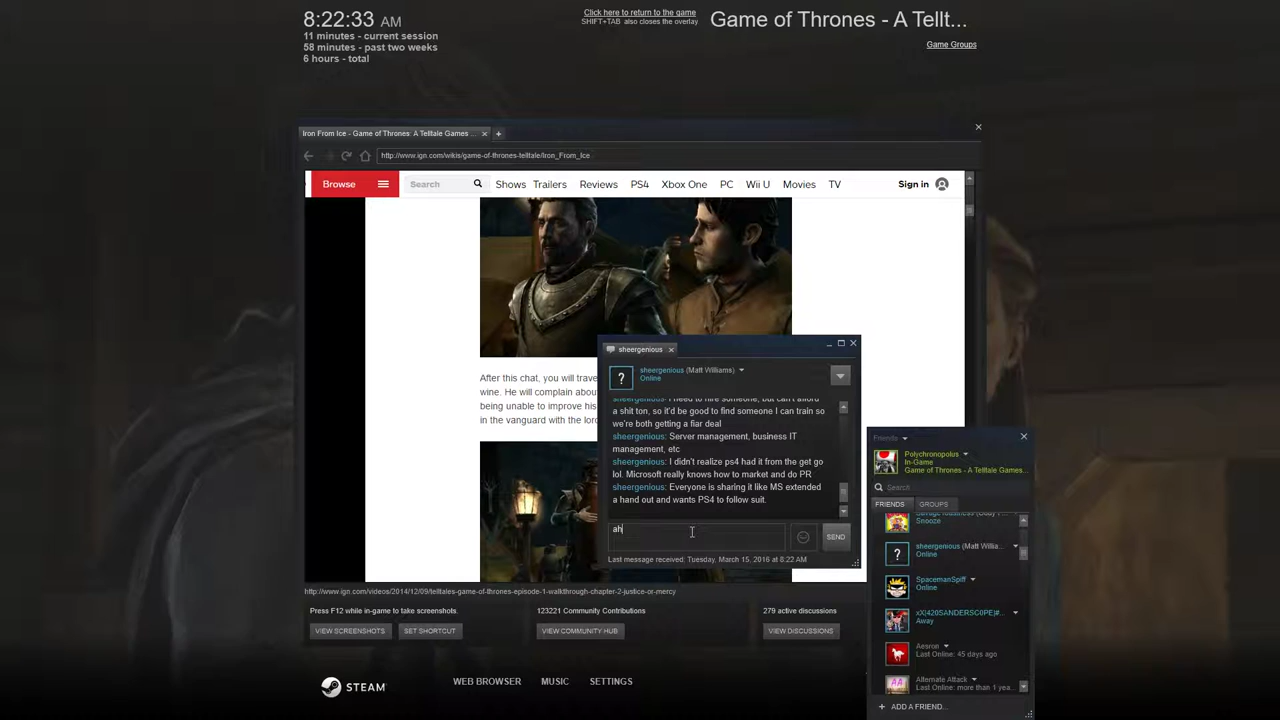 8:22:33 AM
11 minutes - current session
58 minutes - past two weeks
6 hours - total
Click here to return to the game
SHIFT+TAB also closes the overlay
Game of Thrones - A Tellt...
Game Groups
Iron From Ice - Game of Thrones: A Telltale Games ...
http://www.ign.com/wikis/game-of-thrones-telltale/Iron_From_Ice
Browse
Search
Shows Trailers Reviews PS4 Xbox One PC Wii U Movies TV
Sign in
After this chat, you will trave
wine. He will complain abou
being unable to improve his
in the vanguard with the lord
sheergenious
sheergenious (Matt Williams)
Online
?
sheergenious: I need to hire someone, but can't afford
a shit ton, so it'd be good to find someone I can train so
we're both getting a fiar deal
sheergenious: Server management, business IT
management, etc
sheergenious: I didn't realize ps4 had it from the get go
lol. Microsoft really knows how to market and do PR
sheergenious: Everyone is sharing it like MS extended
a hand out and wants PS4 to follow suit.
ah
SEND
Last message received: Tuesday, March 15, 2016 at 8:22 AM
Friends
Polychronopolus
In-Game
Game of Thrones - A Telltale Games...
Search
FRIENDS GROUPS
Snooze
?
sheergenious (Matt Willia...
Online
SpacemanSpiff
Online
xX|420SANDERSC0PE|#...
Away
Aesron
Last Online: 45 days ago
Alternate Attack
Last Online: more than 1 yea...
+ ADD A FRIEND...
http://www.ign.com/videos/2014/12/09/telltales-game-of-thrones-episode-1-walkthrough-chapter-2-justice-or-mercy
Press F12 while in-game to take screenshots.
VIEW SCREENSHOTS
SET SHORTCUT
123221 Community Contributions
VIEW COMMUNITY HUB
279 active discussions
VIEW DISCUSSIONS
STEAM
WEB BROWSER
MUSIC
SETTINGS